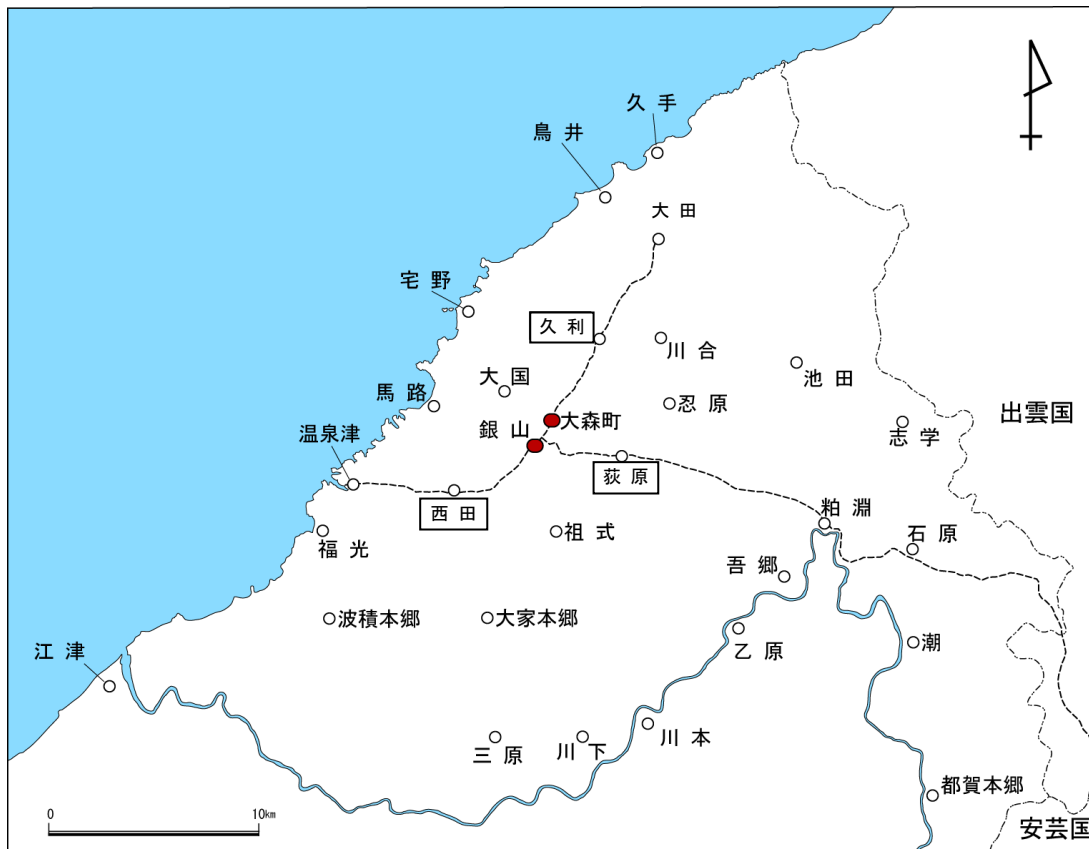 久手
鳥井
大田
宅野
久利
川合
池田
大国
馬路
忍原
大森町
出雲国
志学
銀山
温泉津
荻原
西田
粕淵
祖式
石原
福光
吾郷
波積本郷
大家本郷
乙原
潮
江津
三原
川下
川本
都賀本郷
0
10km
安芸国